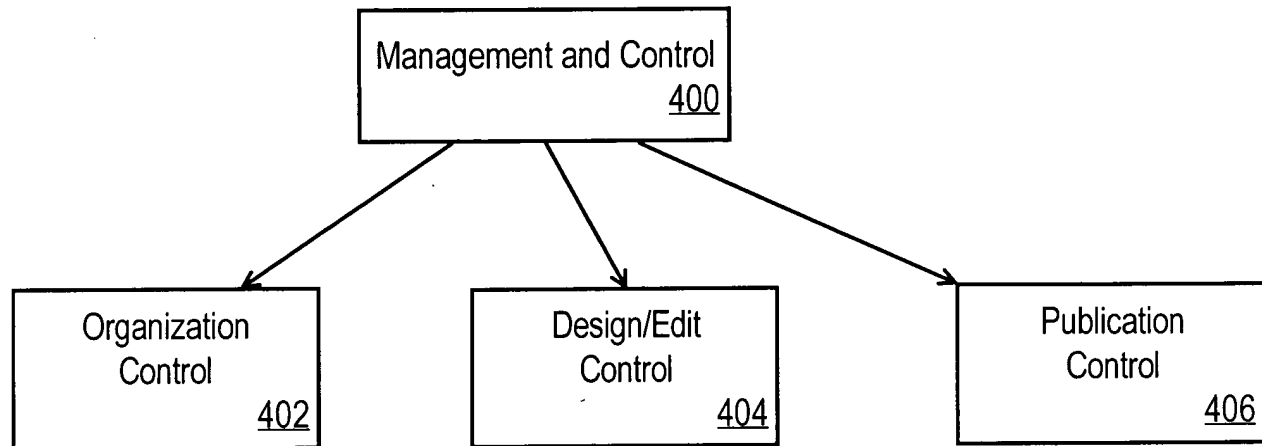 Management and Control
400
Organization
Control
402
Design/Edit
Control
404
Publication
Control
406